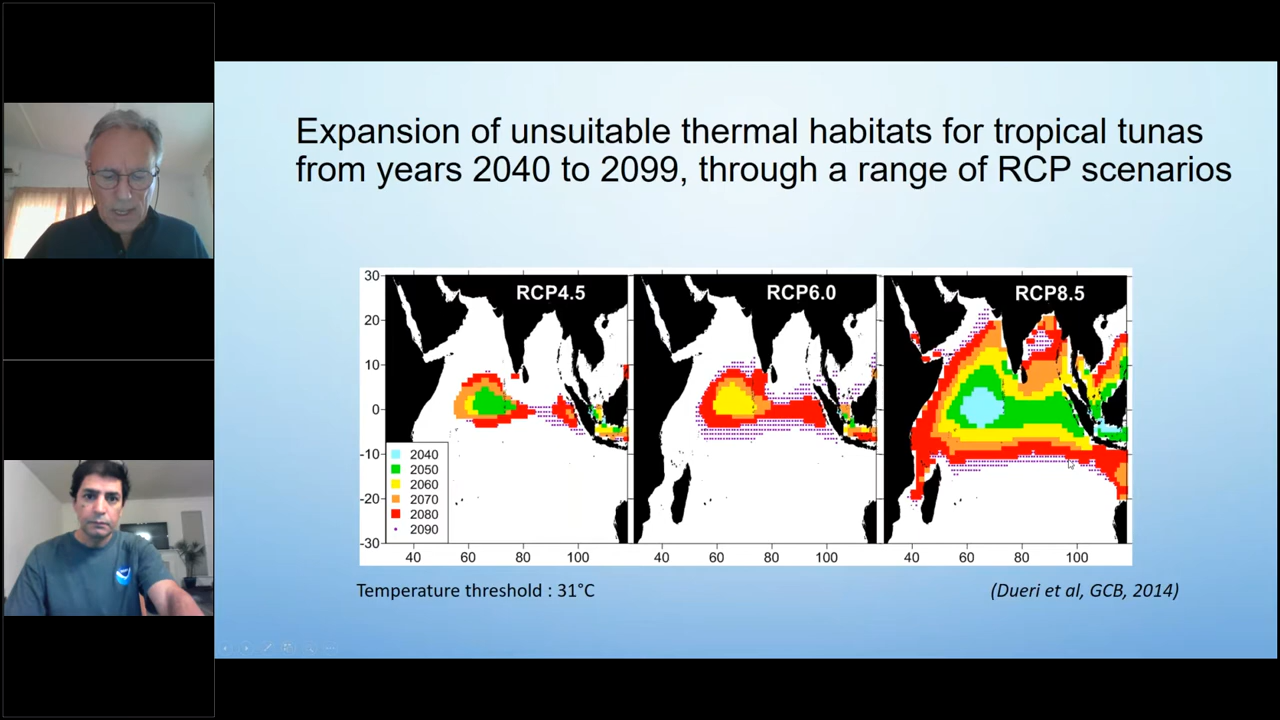 Expansion of unsuitable thermal habitats for tropical tunas
from years 2040 to 2099, through a range of RCP scenarios
RCP4.5
RCP6.0
RCP8.5
30
20
10
0
-10
-20
-30
2040
2050
2060
2070
2080
2090
40 60 80 100
40 60 80 100
40 60 80 100
Temperature threshold : 31°C
(Dueri et al, GCB, 2014)